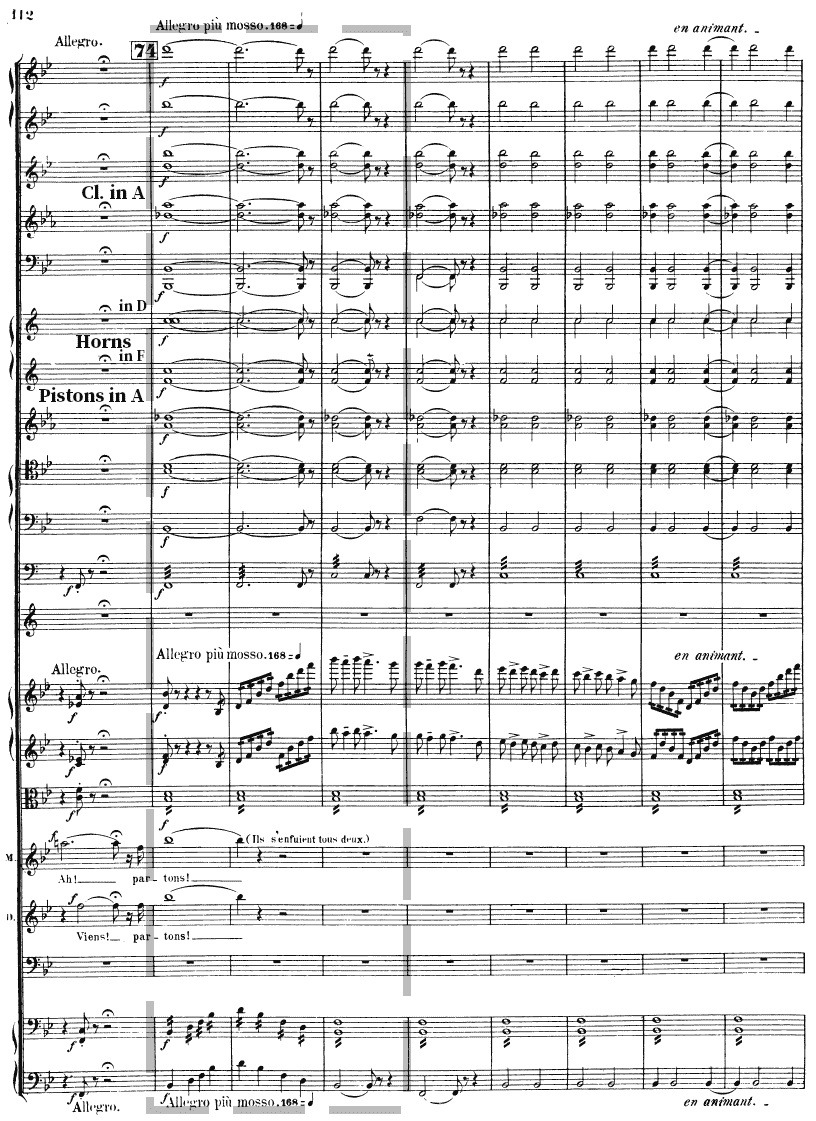 112
Allegro più mosso. 168 = 𝅘𝅥
en animant.
Allegro.
74
f
Cl. in A
in D
Horns
in F
Pistons in A
Allegro più mosso. 168 = 𝅘𝅥
en animant.
Allegro.
(Ils s'enfuient tous deux.)
M.
Ah! par - tons!
D.
Viens! par - tons!
Allegro più mosso. 168 = 𝅘𝅥
en animant.
Allegro.